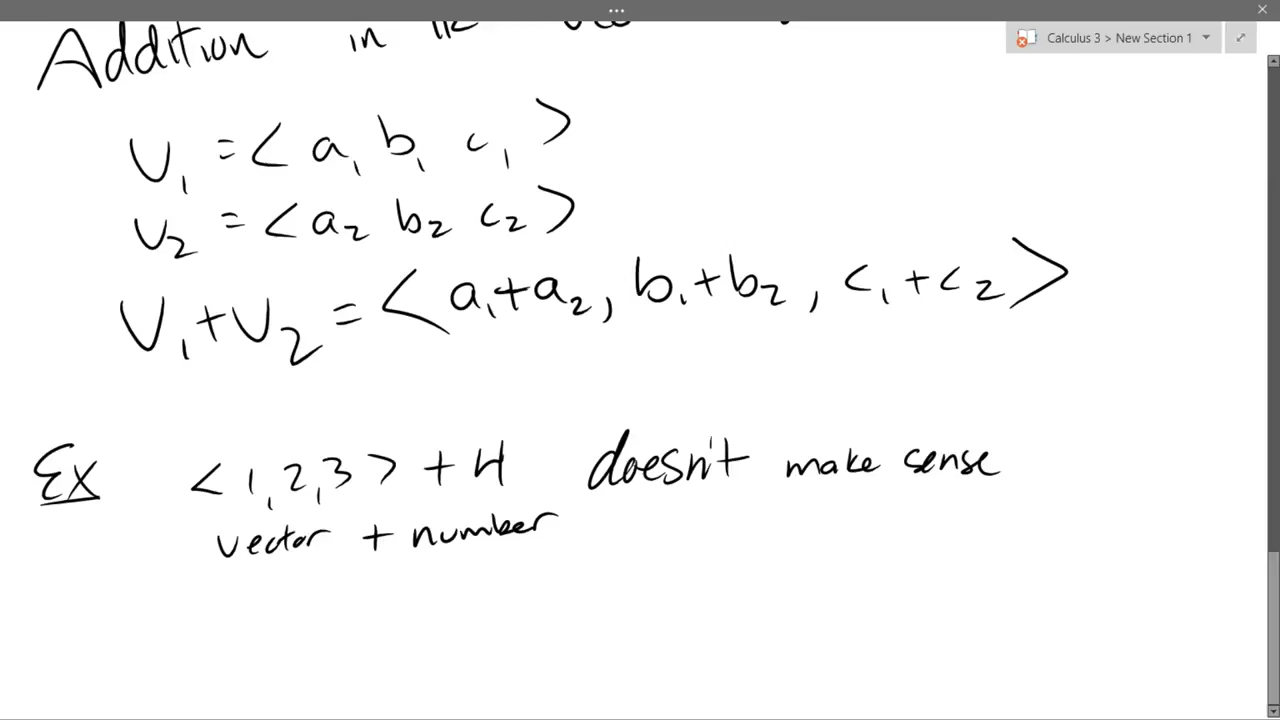 Calculus 3 > New Section 1
Addition in
V₁ = < a₁ b₁ c₁ >
V₂ = < a₂ b₂ c₂ >
V₁+V₂ = < a₁+a₂, b₁+b₂, c₁+c₂ >
Ex < 1,2,3 > + 4 doesn't make sense
vector + number